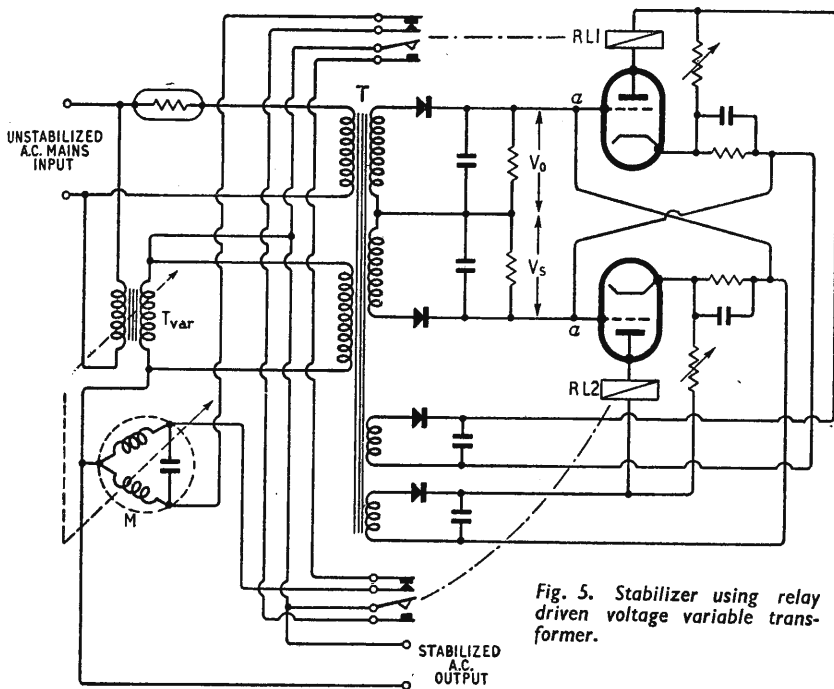 RL1
T
a
UNSTABILIZED
A.C. MAINS
INPUT
Vo
Vs
Tvar
a
RL2
M
Fig. 5. Stabilizer using relay
driven voltage variable trans-
former.
STABILIZED
A.C.
OUTPUT